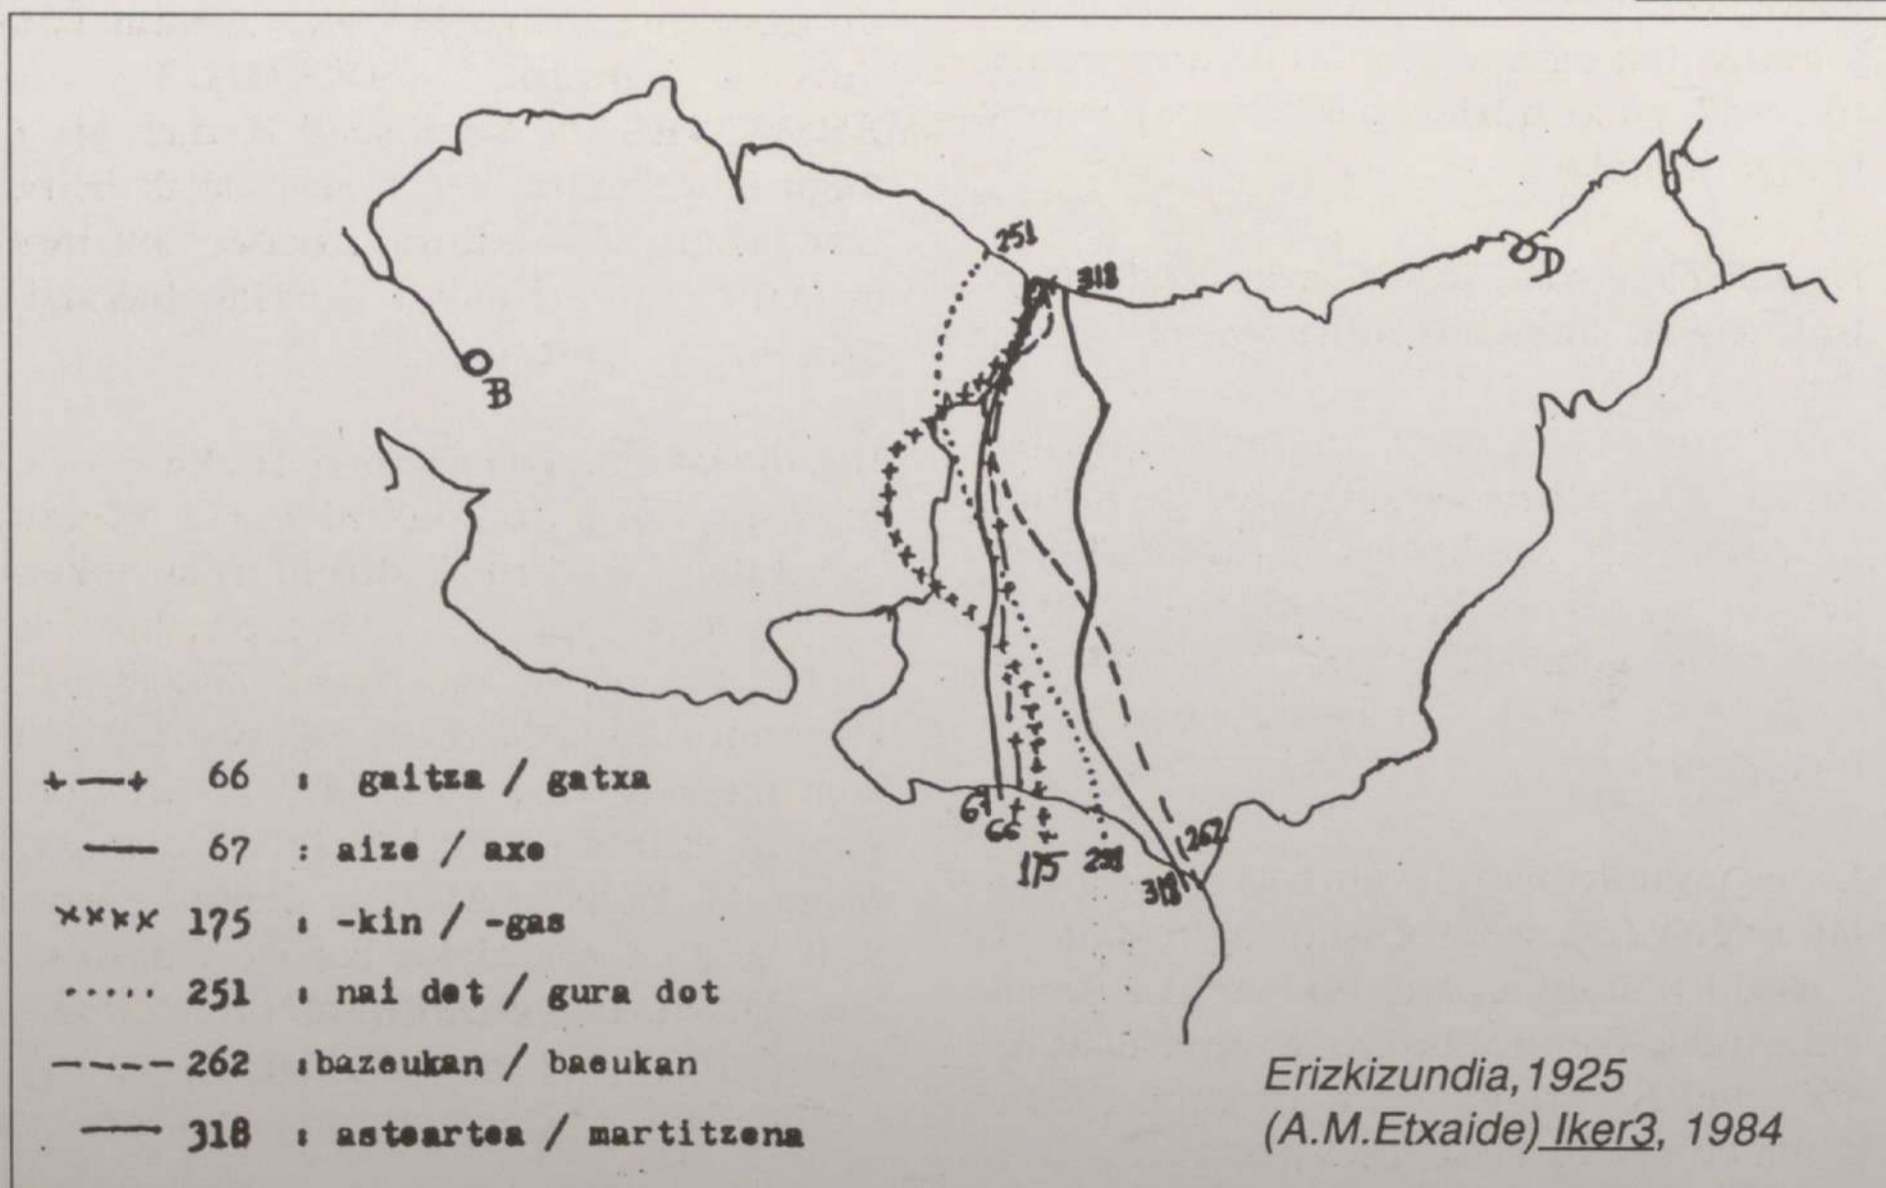 251
318
B
D
67
66
175
251
318
262
+—+ 66 : gaitza / gatxa
—— 67 : aize / axe
×××× 175 : -kin / -gas
..... 251 : nai det / gura dot
----- 262 : bazeukan / baeukan
—— 318 : asteartea / martitzena
Erizkizundia,1925
(A.M.Etxaide) Iker3, 1984